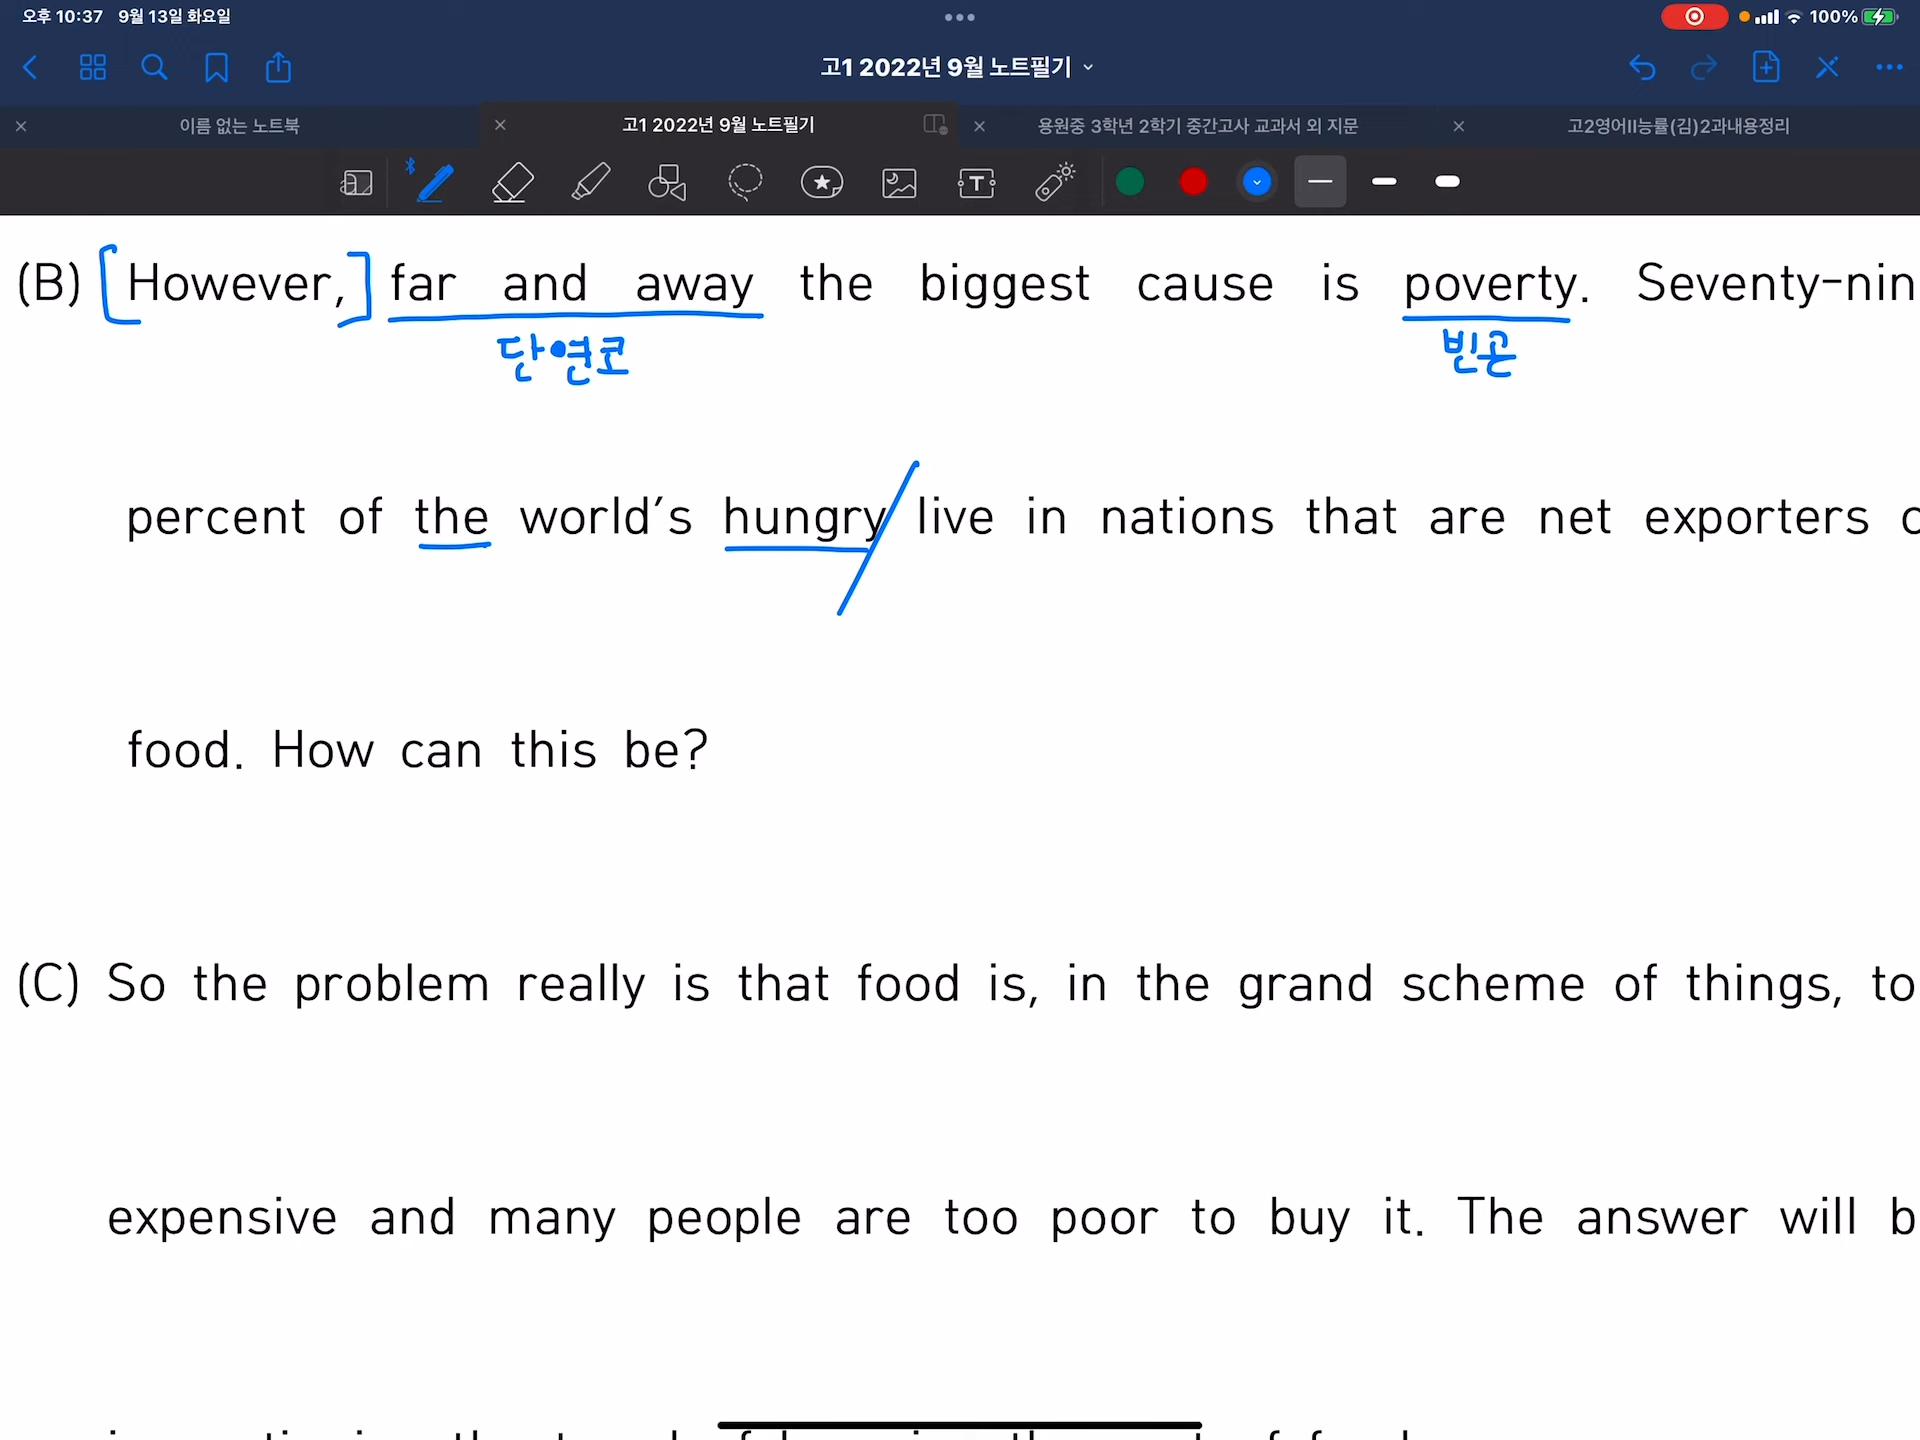 오후 10:37 9월 13일 화요일
100%
고1 2022년 9월 노트필기
이름 없는 노트북
고1 2022년 9월 노트필기
용원중 3학년 2학기 중간고사 교과서 외 지문
고2영어II능률(김)2과내용정리
(B) [However,] far and away the biggest cause is poverty. Seventy-nin
단연코 빈곤
percent of the world's hungry/ live in nations that are net exporters
food. How can this be?
(C) So the problem really is that food is, in the grand scheme of things, to
expensive and many people are too poor to buy it. The answer will b